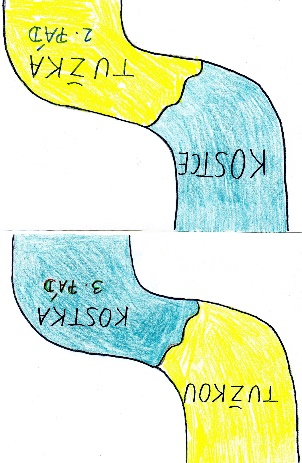 TUŽKOU
KOSTKA
3. PÁD
KOSTCE
TUŽKA
2. PÁD